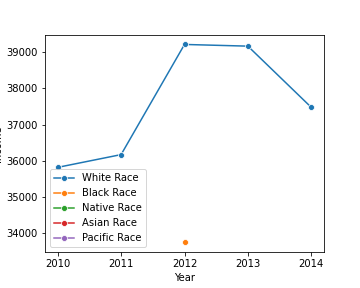 39000
38000
37000
36000
35000
34000
White Race
Black Race
Native Race
Asian Race
Pacific Race
2010 2011 2012 2013 2014
Year